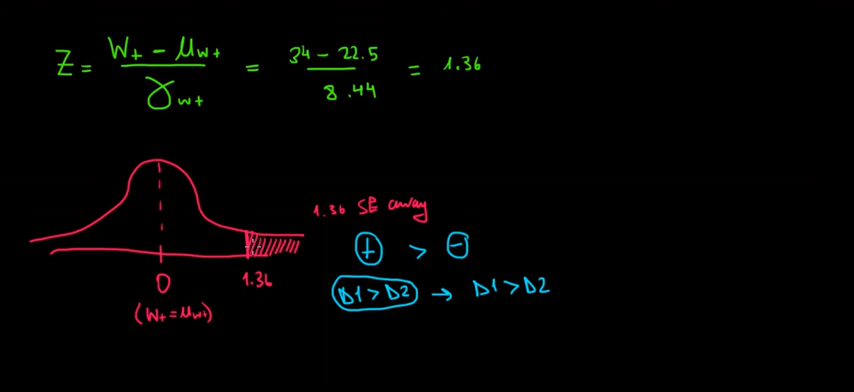 Z = W+ - μw+ / γw+ = 34 - 22.5 / 8.44 = 1.36
1.36 SE away
+ > -
0 1.36
D1 > D2 → D1 > D2
(W+ = μw+)